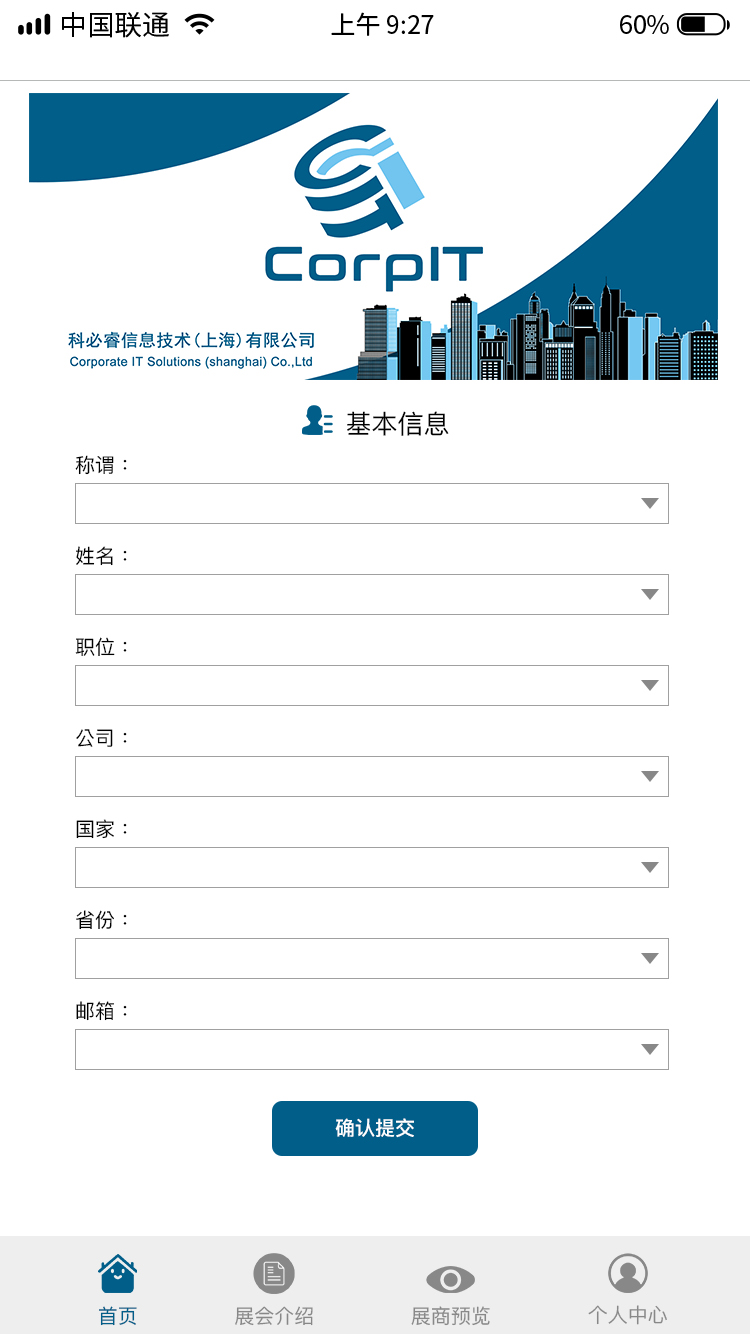 中国联通 上午 9:27 60%
CorpIT
科必睿信息技术(上海)有限公司
Corporate IT Solutions (shanghai) Co.,Ltd
基本信息
称谓：
姓名：
职位：
公司：
国家：
省份：
邮箱：
确认提交
首页 展会介绍 展商预览 个人中心